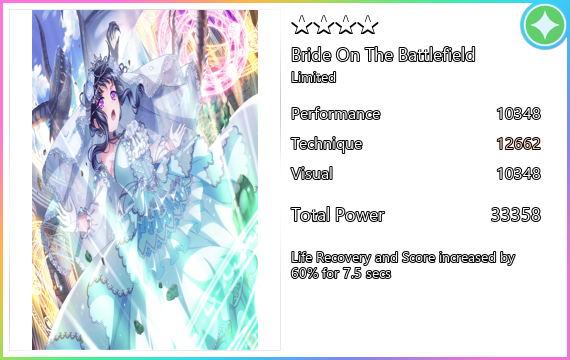 Bride On The Battlefield
Limited
Performance 10348
Technique 12662
Visual 10348
Total Power 33358
Life Recovery and Score increased by
60% for 7.5 secs